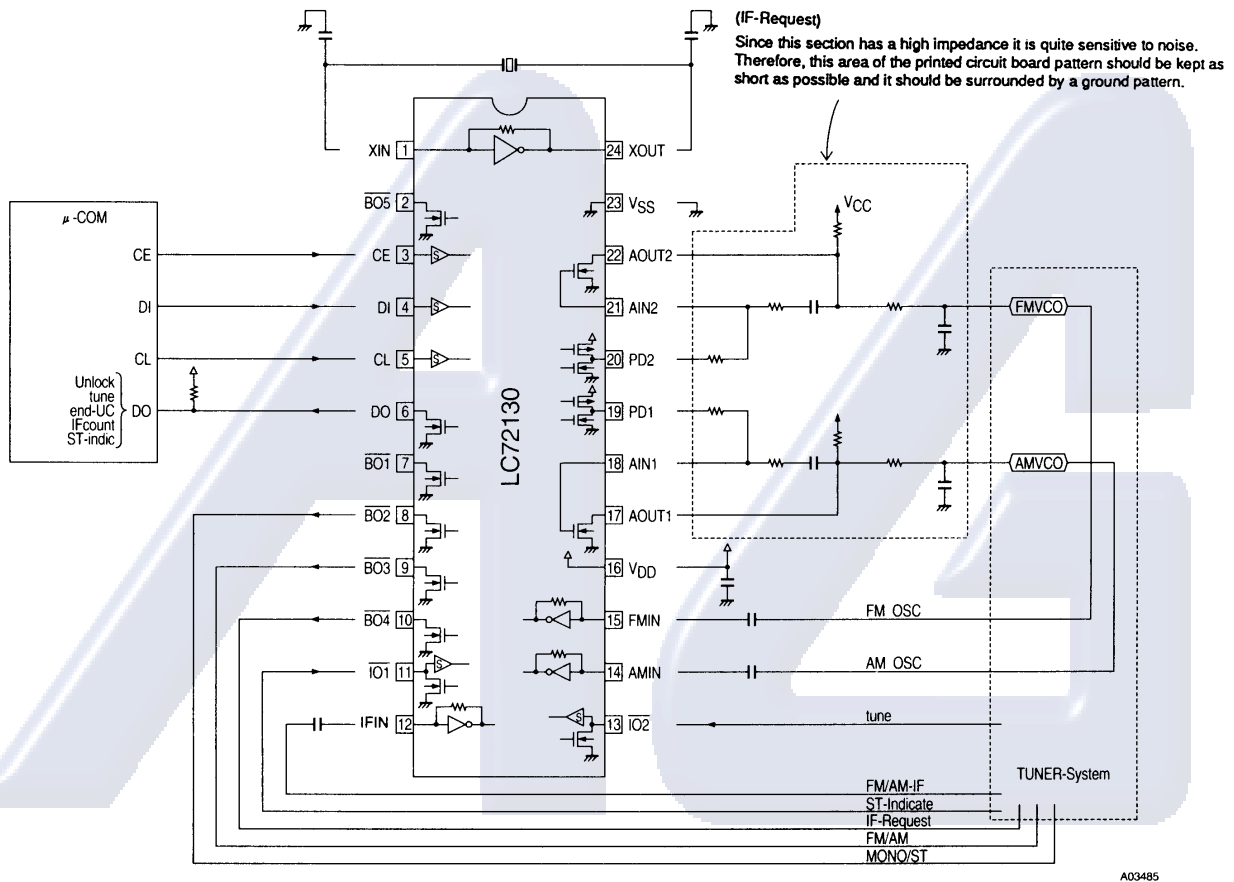 (IF-Request)
Since this section has a high impedance it is quite sensitive to noise.
Therefore, this area of the printed circuit board pattern should be kept as
short as possible and it should be surrounded by a ground pattern.
XIN 1
24 XOUT
BO5 2
23 VSS
VCC
μ-COM
CE
CE 3
S
22 AOUT2
DI
DI 4
S
21 AIN2
FMVCO
CL
CL 5
S
20 PD2
Unlock
tune
end-UC
IFcount
ST-indic
DO
DO 6
19 PD1
LC72130
BO1 7
18 AIN1
AMVCO
BO2 8
17 AOUT1
BO3 9
16 VDD
BO4 10
15 FMIN
FM OSC
IO1 11
S
14 AMIN
AM OSC
IFIN 12
S
13 IO2
tune
TUNER-System
FM/AM-IF
ST-Indicate
IF-Request
FM/AM
MONO/ST
A03485